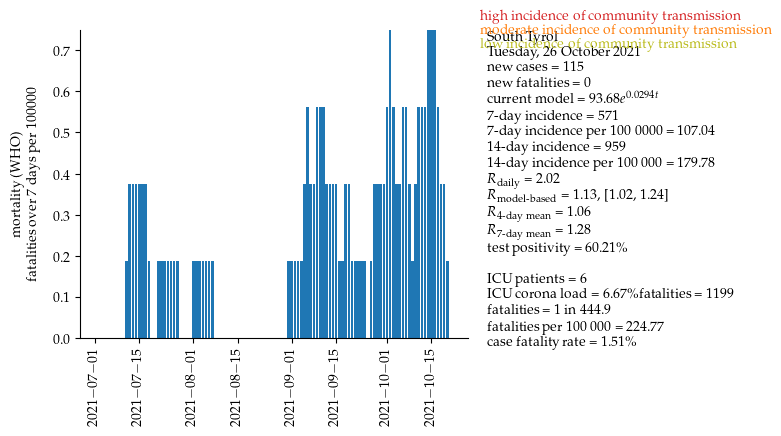 high incidence of community transmission
moderate incidence of community transmission
low incidence of community transmission
South Tyrol
Tuesday, 26 October 2021
new cases = 115
new fatalities = 0
current model = 93.68e^0.0294t
7-day incidence = 571
7-day incidence per 100 0000 = 107.04
14-day incidence = 959
14-day incidence per 100 000 = 179.78
R_daily = 2.02
R_model-based = 1.13, [1.02, 1.24]
R_4-day mean = 1.06
R_7-day mean = 1.28
test positivity = 60.21%
ICU patients = 6
ICU corona load = 6.67%fatalities = 1199
fatalities = 1 in 444.9
fatalities per 100 000 = 224.77
case fatality rate = 1.51%
mortality (WHO)
fatalities over 7 days per 100000
0.7
0.6
0.5
0.4
0.3
0.2
0.1
0.0
2021−07−01
2021−07−15
2021−08−01
2021−08−15
2021−09−01
2021−09−15
2021−10−01
2021−10−15